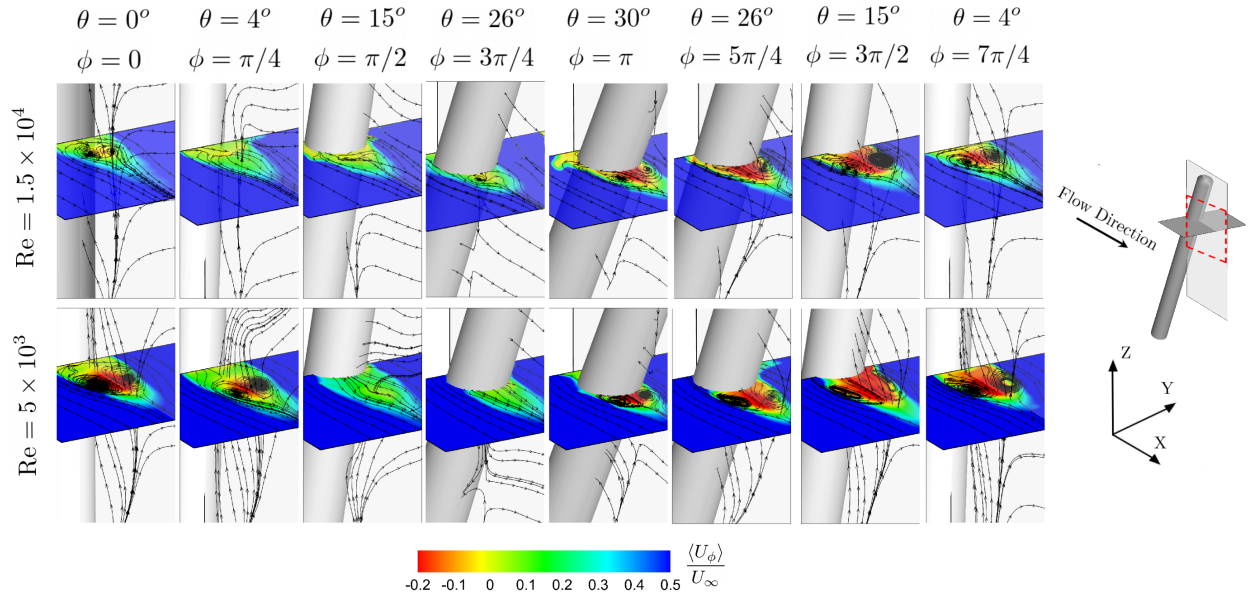 θ = 0° θ = 4° θ = 15° θ = 26° θ = 30° θ = 26° θ = 15° θ = 4°
ϕ = 0 ϕ = π/4 ϕ = π/2 ϕ = 3π/4 ϕ = π ϕ = 5π/4 ϕ = 3π/2 ϕ = 7π/4
Re = 1.5 × 10⁴
Re = 5 × 10³
Flow Direction
Z
Y
X
-0.2 -0.1 0 0.1 0.2 0.3 0.4 0.5
⟨U_ϕ⟩
U_∞